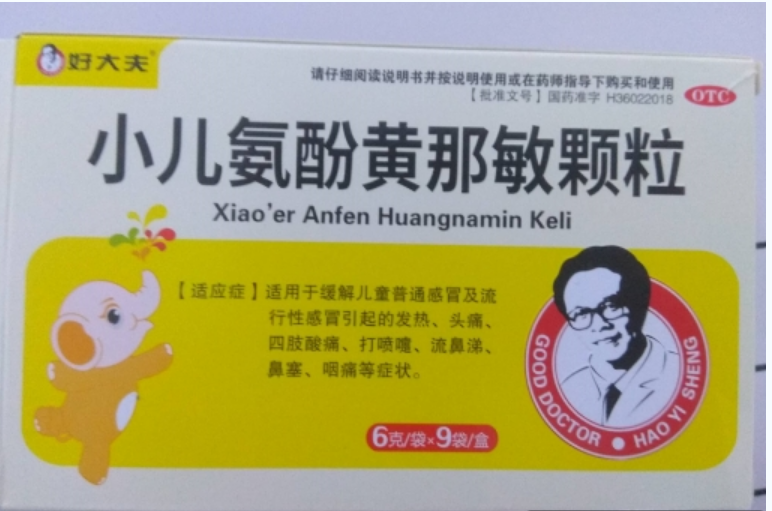 好大夫®
请仔细阅读说明书并按说明使用或在药师指导下购买和使用
【批准文号】国药准字 H36022018
OTC
小儿氨酚黄那敏颗粒
Xiao'er Anfen Huangnamin Keli
【适应症】适用于缓解儿童普通感冒及流
行性感冒引起的发热、头痛、
四肢酸痛、打喷嚏、流鼻涕、
鼻塞、咽痛等症状。
GOOD DOCTOR • HAO YI SHENG
6克/袋×9袋/盒